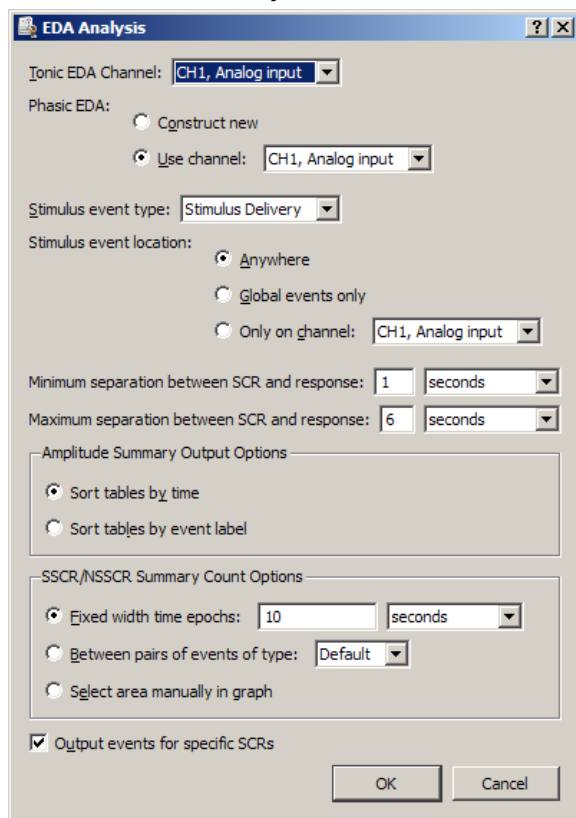 EDA Analysis
Tonic EDA Channel: CH1, Analog input
Phasic EDA:
Construct new
Use channel: CH1, Analog input
Stimulus event type: Stimulus Delivery
Stimulus event location:
Anywhere
Global events only
Only on channel: CH1, Analog input
Minimum separation between SCR and response: 1 seconds
Maximum separation between SCR and response: 6 seconds
Amplitude Summary Output Options
Sort tables by time
Sort tables by event label
SSCR/NSSCR Summary Count Options
Fixed width time epochs: 10 seconds
Between pairs of events of type: Default
Select area manually in graph
Output events for specific SCRs
OK Cancel